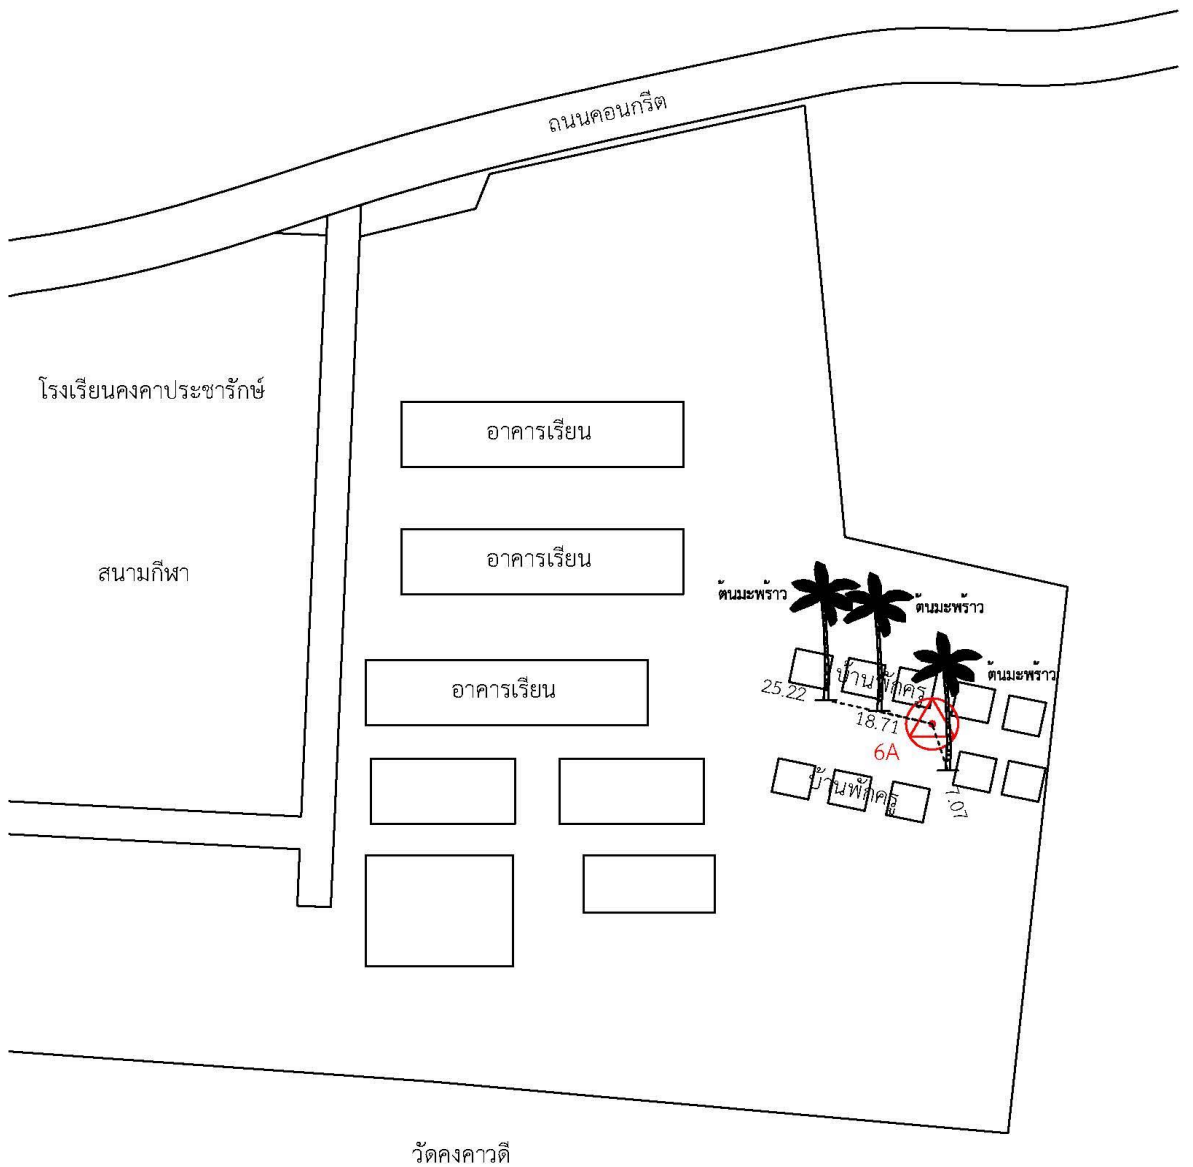 ถนนคอนกรีต
โรงเรียนคงคาประชารักษ์
อาคารเรียน
อาคารเรียน
สนามกีฬา
ต้นมะพร้าว
ต้นมะพร้าว
ต้นมะพร้าว
บ้านพักครู
อาคารเรียน
25.22
18.71
6A
บ้านพักครู
7.07
วัดคงคาวดี